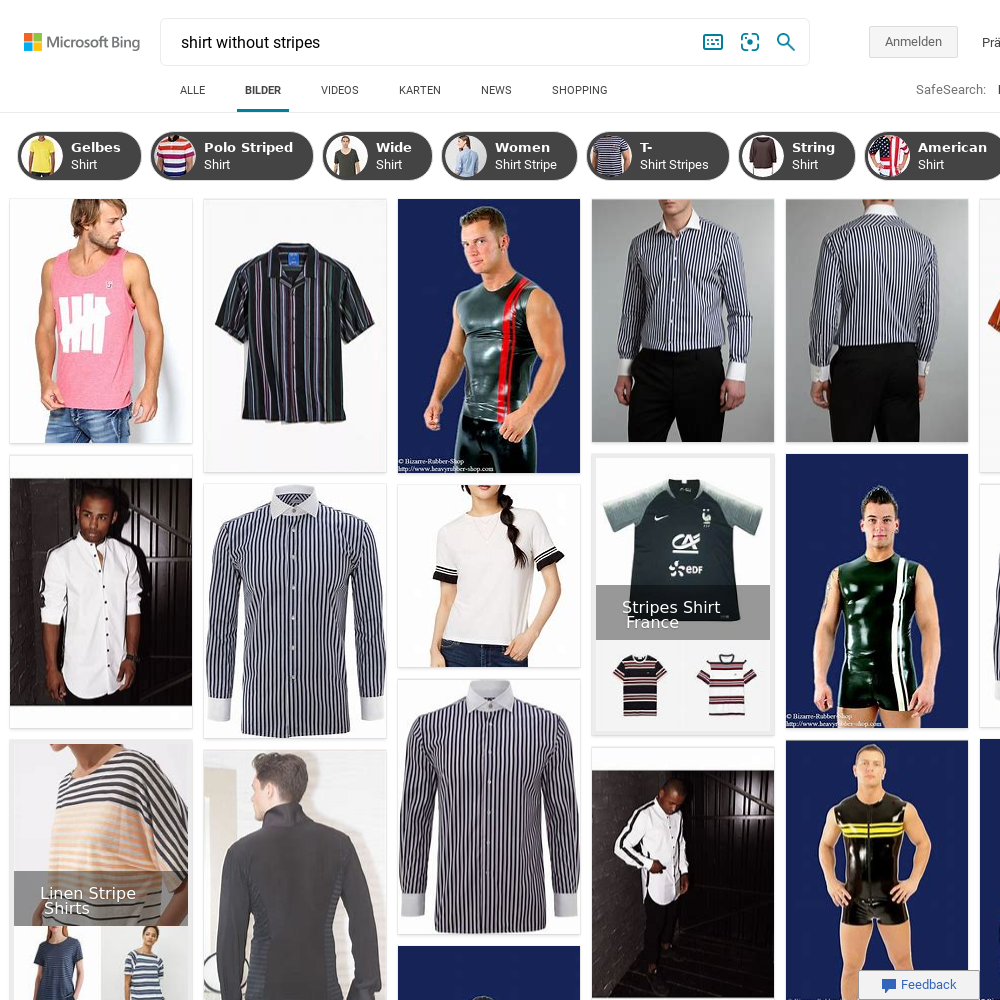 Microsoft Bing
shirt without stripes
Anmelden
Prä
ALLE
BILDER
VIDEOS
KARTEN
NEWS
SHOPPING
SafeSearch:
Gelbes
Shirt
Polo Striped
Shirt
Wide
Shirt
Women
Shirt Stripe
T-
Shirt Stripes
String
Shirt
American
Shirt
© Bizarre-Rubber-Shop
http://www.heavyrubber-shop.com
CA
edf
Stripes Shirt
France
© Bizarre-Rubber-Shop
http://www.heavyrubber-shop.com
Linen Stripe
Shirts
Feedback